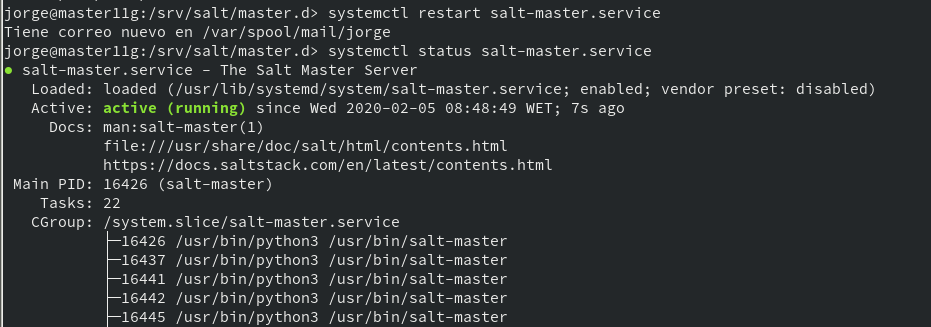 jorge@master11g:/srv/salt/master.d> systemctl restart salt-master.service
Tiene correo nuevo en /var/spool/mail/jorge
jorge@master11g:/srv/salt/master.d> systemctl status salt-master.service
● salt-master.service - The Salt Master Server
   Loaded: loaded (/usr/lib/systemd/system/salt-master.service; enabled; vendor preset: disabled)
   Active: active (running) since Wed 2020-02-05 08:48:49 WET; 7s ago
     Docs: man:salt-master(1)
           file:///usr/share/doc/salt/html/contents.html
           https://docs.saltstack.com/en/latest/contents.html
 Main PID: 16426 (salt-master)
    Tasks: 22
   CGroup: /system.slice/salt-master.service
           ├─16426 /usr/bin/python3 /usr/bin/salt-master
           ├─16437 /usr/bin/python3 /usr/bin/salt-master
           ├─16441 /usr/bin/python3 /usr/bin/salt-master
           ├─16442 /usr/bin/python3 /usr/bin/salt-master
           ├─16445 /usr/bin/python3 /usr/bin/salt-master